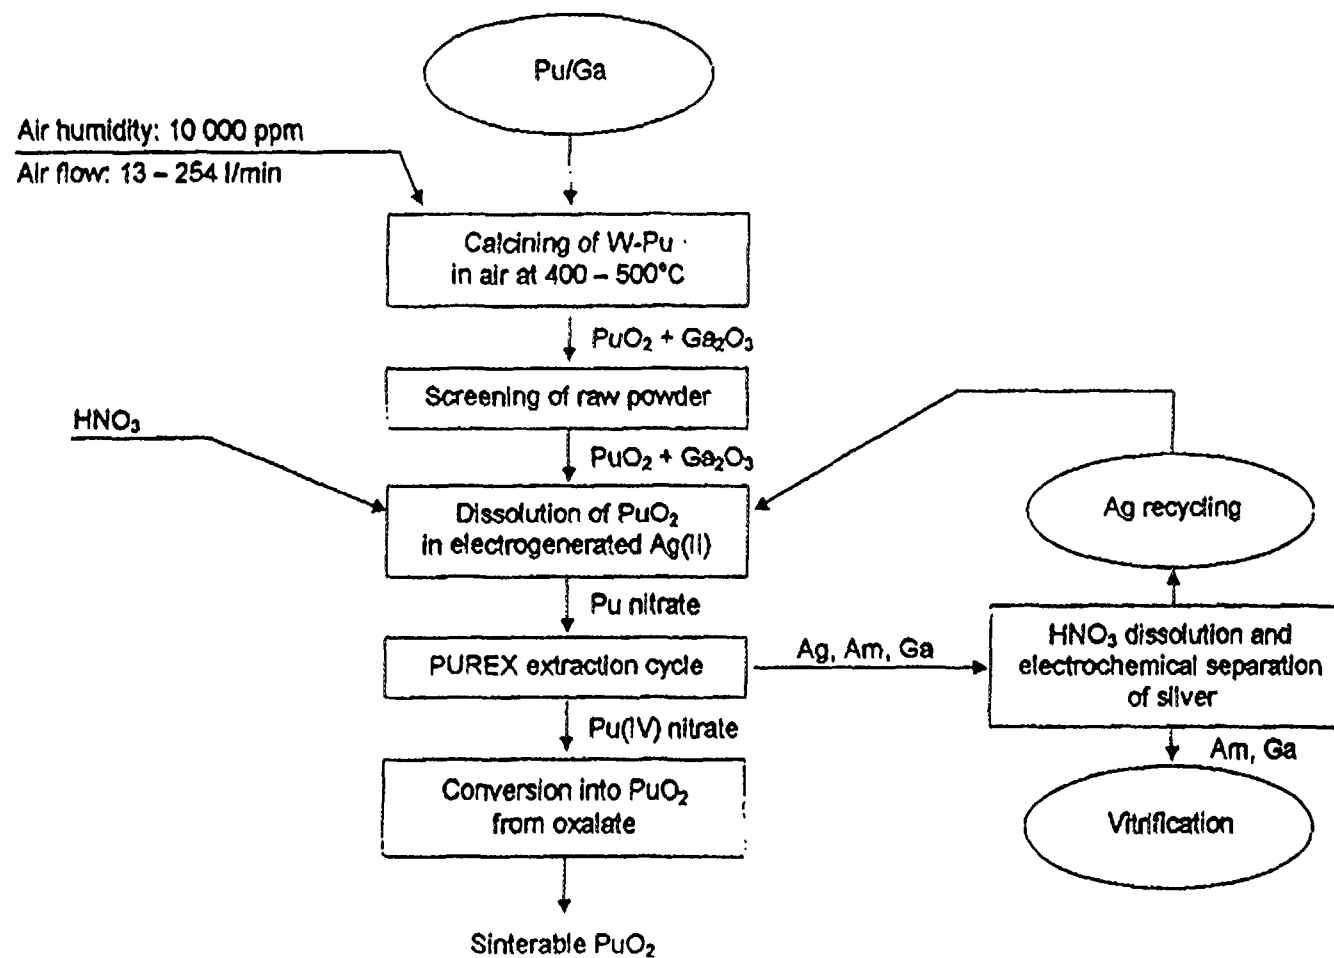 Pu/Ga
Air humidity: 10 000 ppm
Air flow: 13 – 254 l/min
Calcining of W-Pu
in air at 400 – 500°C
PuO₂ + Ga₂O₃
Screening of raw powder
HNO₃
PuO₂ + Ga₂O₃
Dissolution of PuO₂
in electrogenerated Ag(II)
Ag recycling
Pu nitrate
PUREX extraction cycle
Ag, Am, Ga
HNO₃ dissolution and
electrochemical separation
of silver
Pu(IV) nitrate
Am, Ga
Conversion into PuO₂
from oxalate
Vitrification
Sinterable PuO₂